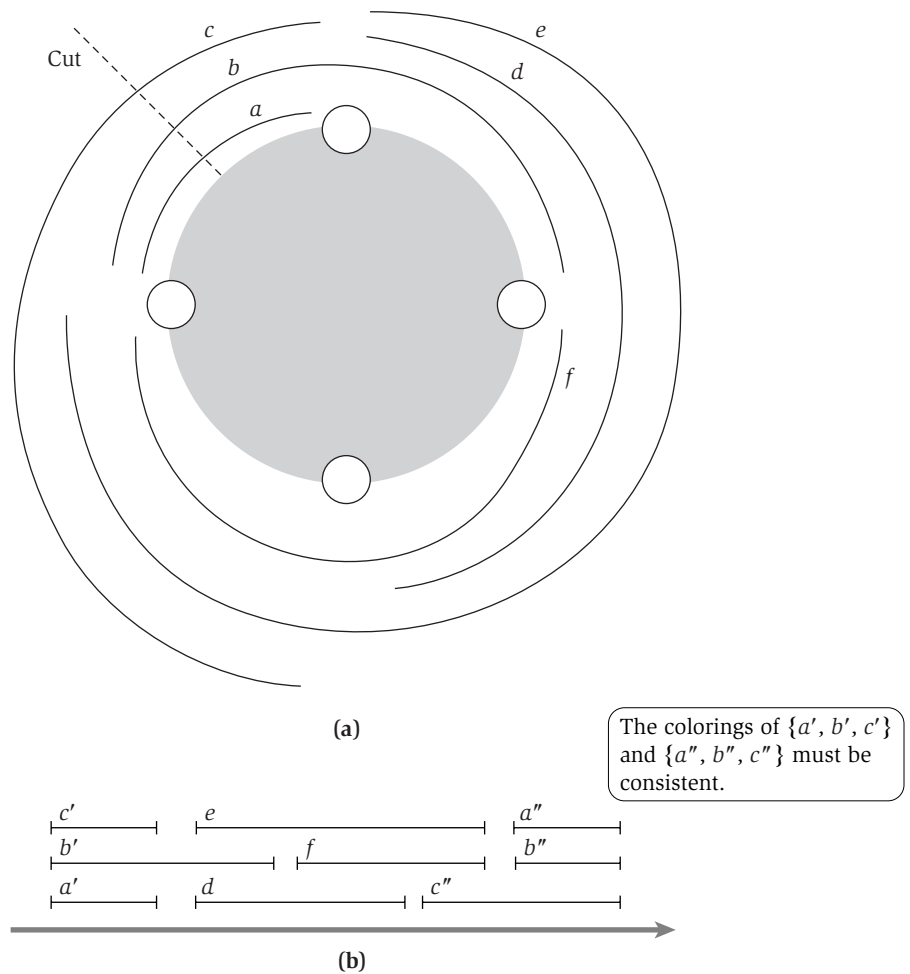 c
e
Cut
b
d
a
f
(a)
The colorings of {a′, b′, c′}
and {a″, b″, c″} must be
consistent.
c′ e a″
b′ f b″
a′ d c″
(b)